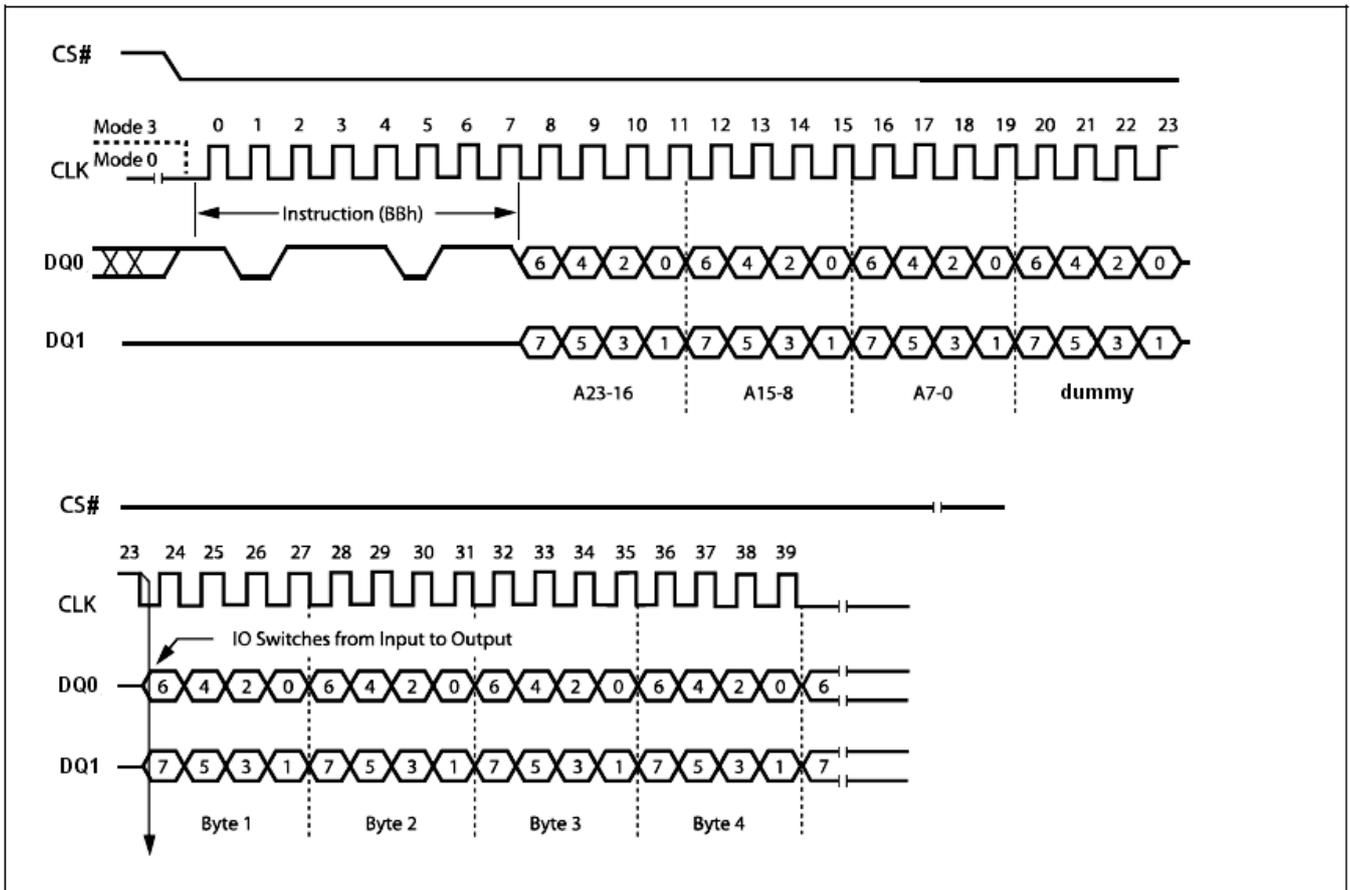 CS#
Mode 3
0 1 2 3 4 5 6 7 8 9 10 11 12 13 14 15 16 17 18 19 20 21 22 23
Mode 0
CLK
Instruction (BBh)
DQ0 6 4 2 0 6 4 2 0 6 4 2 0 6 4 2 0
DQ1 7 5 3 1 7 5 3 1 7 5 3 1 7 5 3 1
A23-16 A15-8 A7-0 dummy
CS#
23 24 25 26 27 28 29 30 31 32 33 34 35 36 37 38 39
CLK
IO Switches from Input to Output
DQ0 6 4 2 0 6 4 2 0 6 4 2 0 6 4 2 0 6
DQ1 7 5 3 1 7 5 3 1 7 5 3 1 7 5 3 1 7
Byte 1 Byte 2 Byte 3 Byte 4